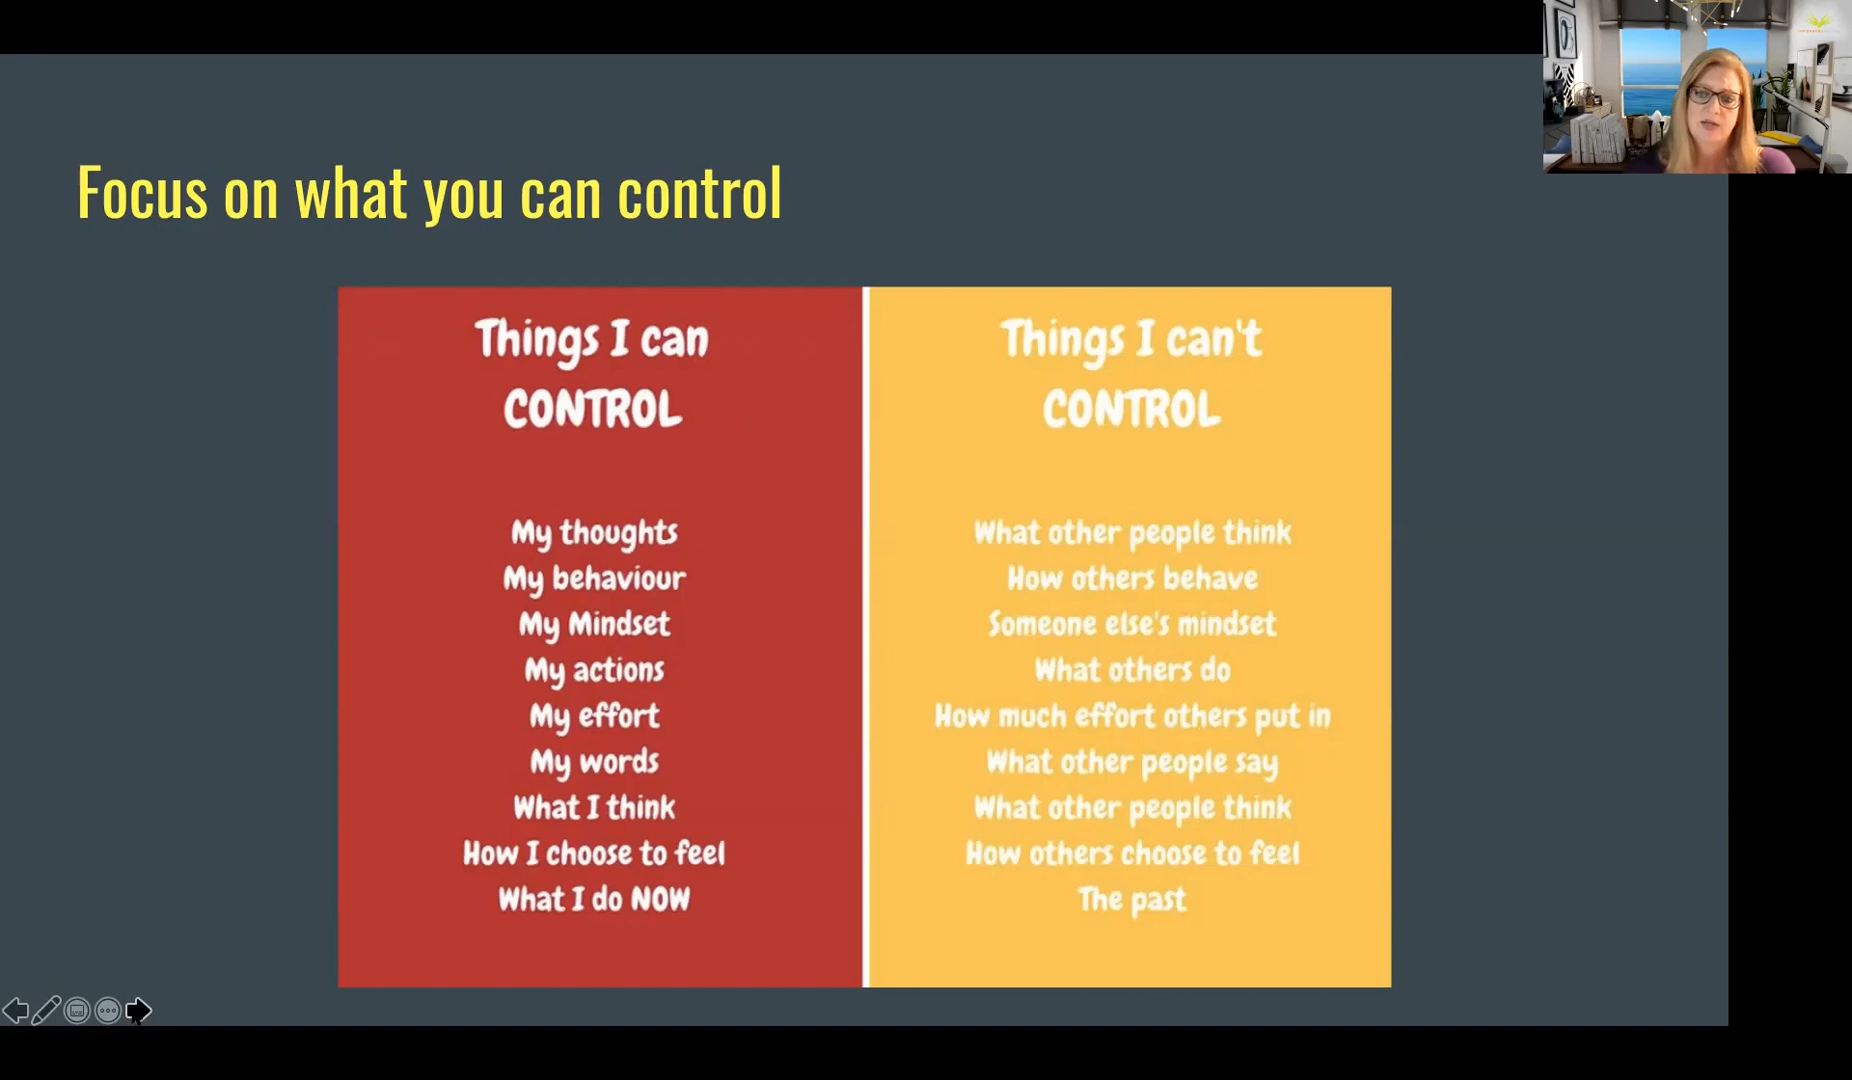 Focus on what you can control
Things I can
CONTROL
My thoughts
My behaviour
My Mindset
My actions
My effort
My words
What I think
How I choose to feel
What I do NOW
Things I can't
CONTROL
What other people think
How others behave
Someone else's mindset
What others do
How much effort others put in
What other people say
What other people think
How others choose to feel
The past